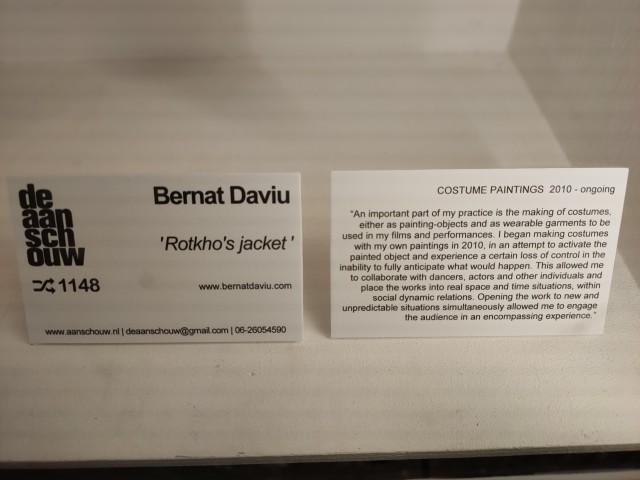 de
aan
sch
ouw
1148
Bernat Daviu
'Rotkho's jacket '
www.bernatdaviu.com
www.aanschouw.nl | deaanschouw@gmail.com | 06-26054590
COSTUME PAINTINGS 2010 - ongoing
"An important part of my practice is the making of costumes,
either as painting-objects and as wearable garments to be
used in my films and performances. I began making costumes
with my own paintings in 2010, in an attempt to activate the
painted object and experience a certain loss of control in the
inability to fully anticipate what would happen. This allowed me
to collaborate with dancers, actors and other individuals and
place the works into real space and time situations, within
social dynamic relations. Opening the work to new and
unpredictable situations simultaneously allowed me to engage
the audience in an encompassing experience."